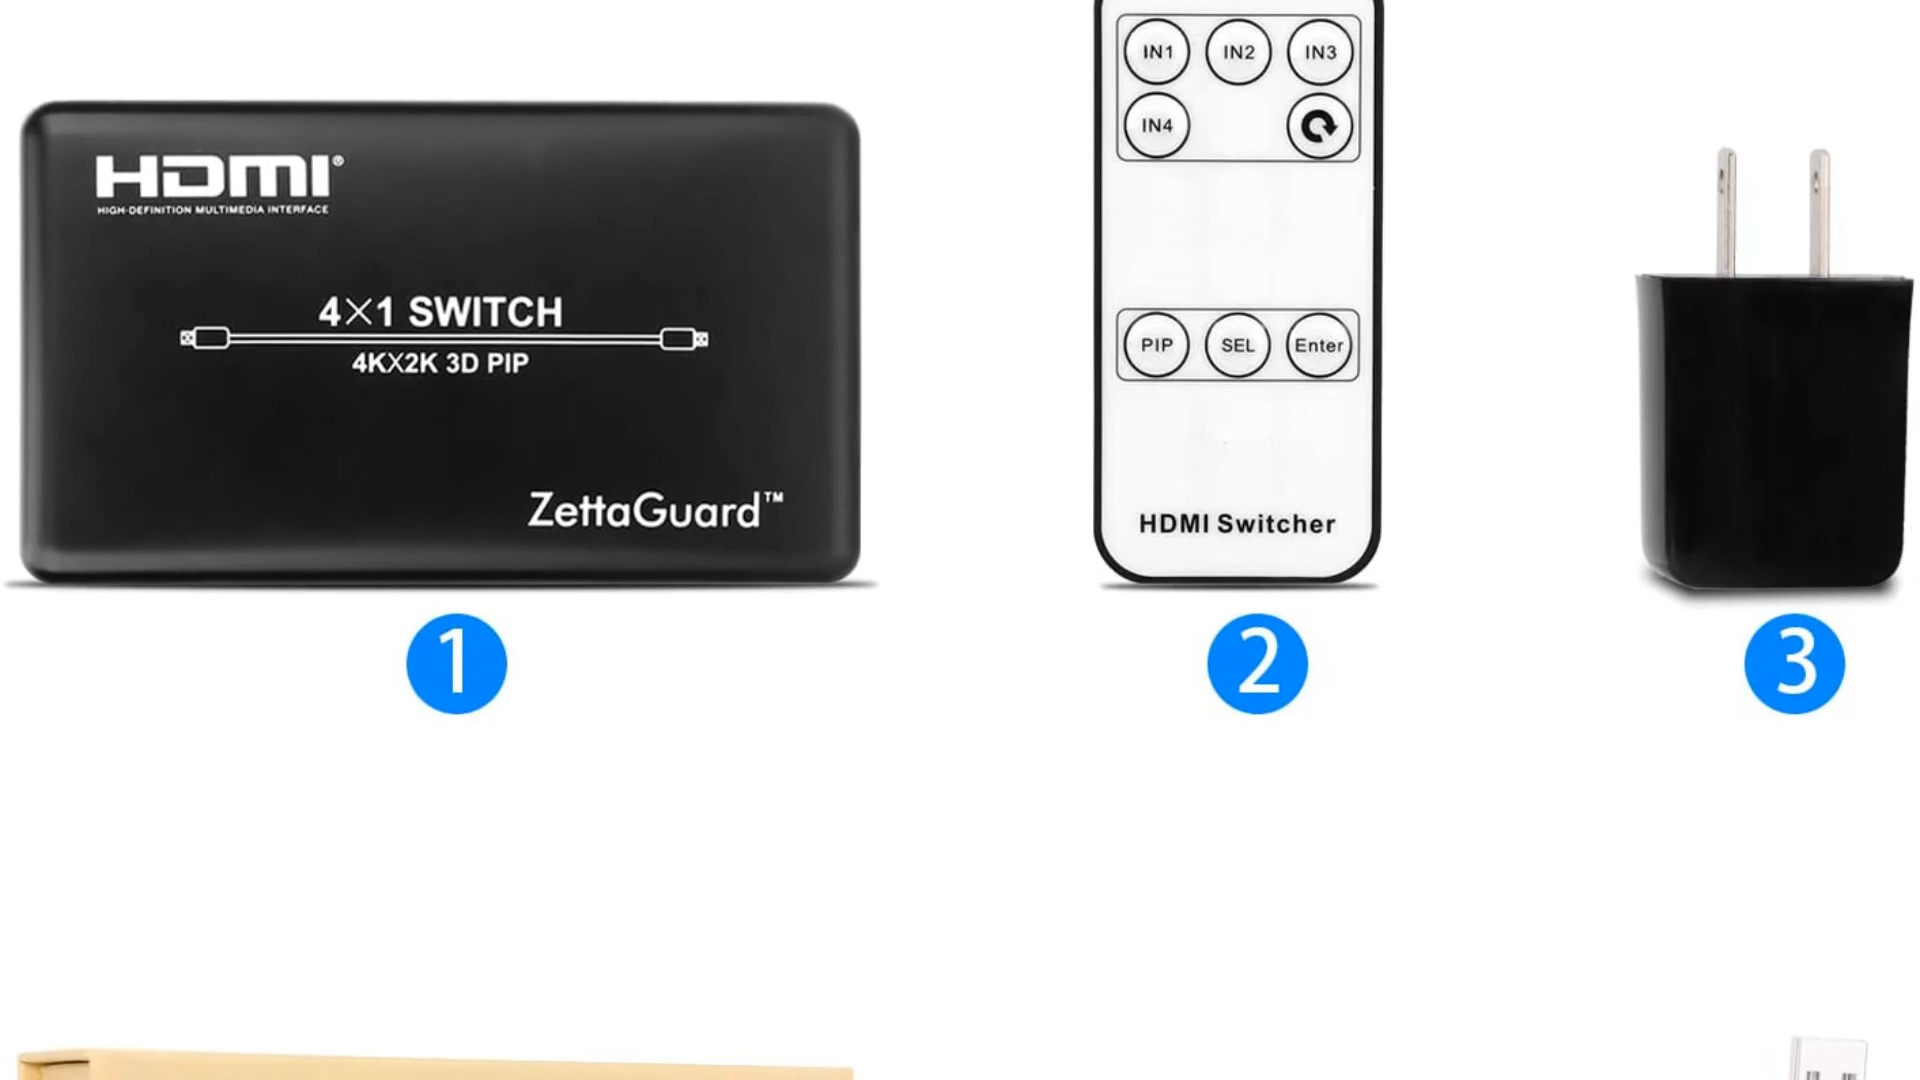 HDMI®
HIGH-DEFINITION MULTIMEDIA INTERFACE
4×1 SWITCH
4KX2K 3D PIP
ZettaGuard™
IN1 IN2 IN3
IN4
PIP SEL Enter
HDMI Switcher
1
2
3